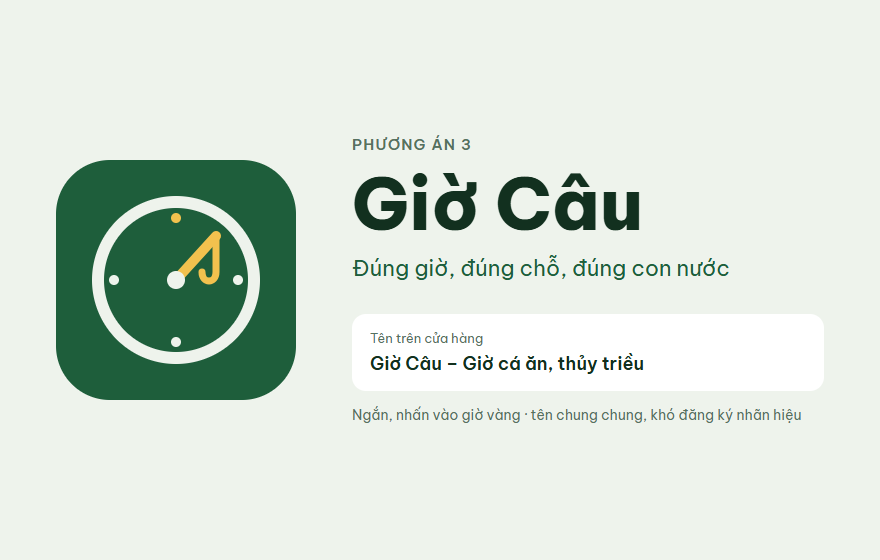 PHƯƠNG ÁN 3
Giờ Câu
Đúng giờ, đúng chỗ, đúng con nước
Tên trên cửa hàng
Giờ Câu – Giờ cá ăn, thủy triều
Ngắn, nhấn vào giờ vàng · tên chung chung, khó đăng ký nhãn hiệu